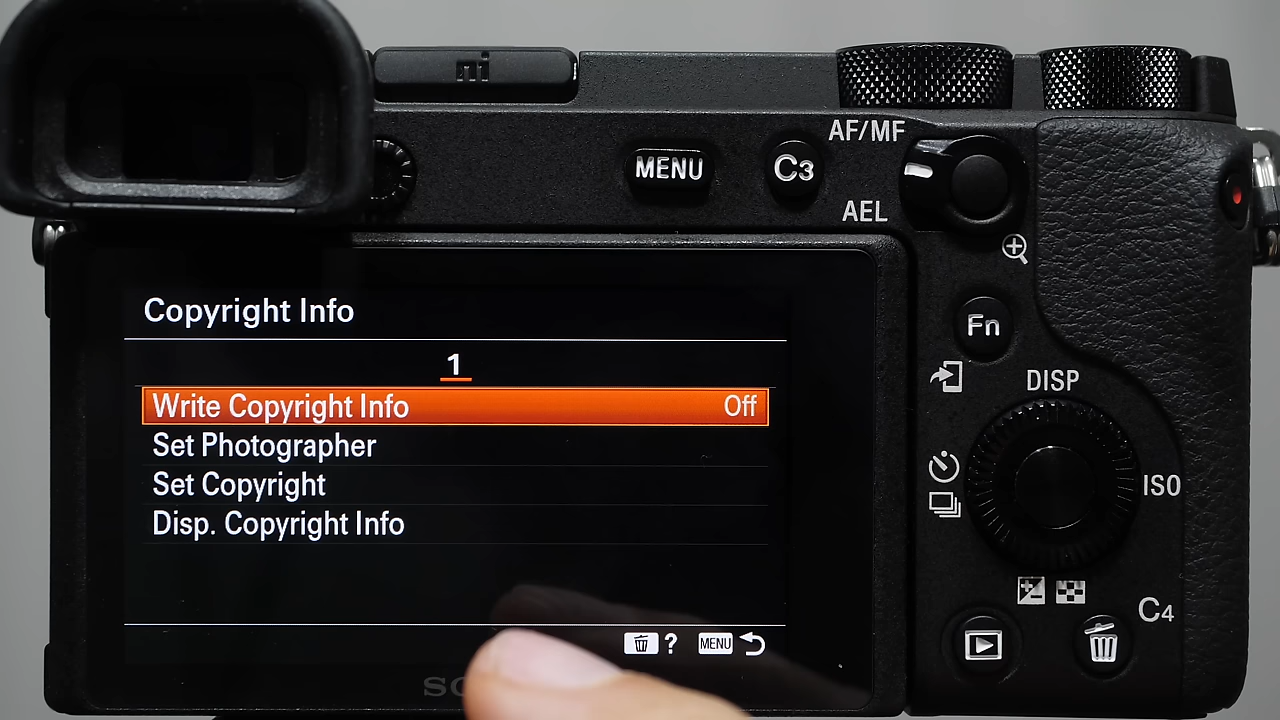 ni
AF/MF
MENU
C3
AEL
Copyright Info
1
Write Copyright Info Off
Set Photographer
Set Copyright
Disp. Copyright Info
? MENU
Fn
DISP
ISO
C4